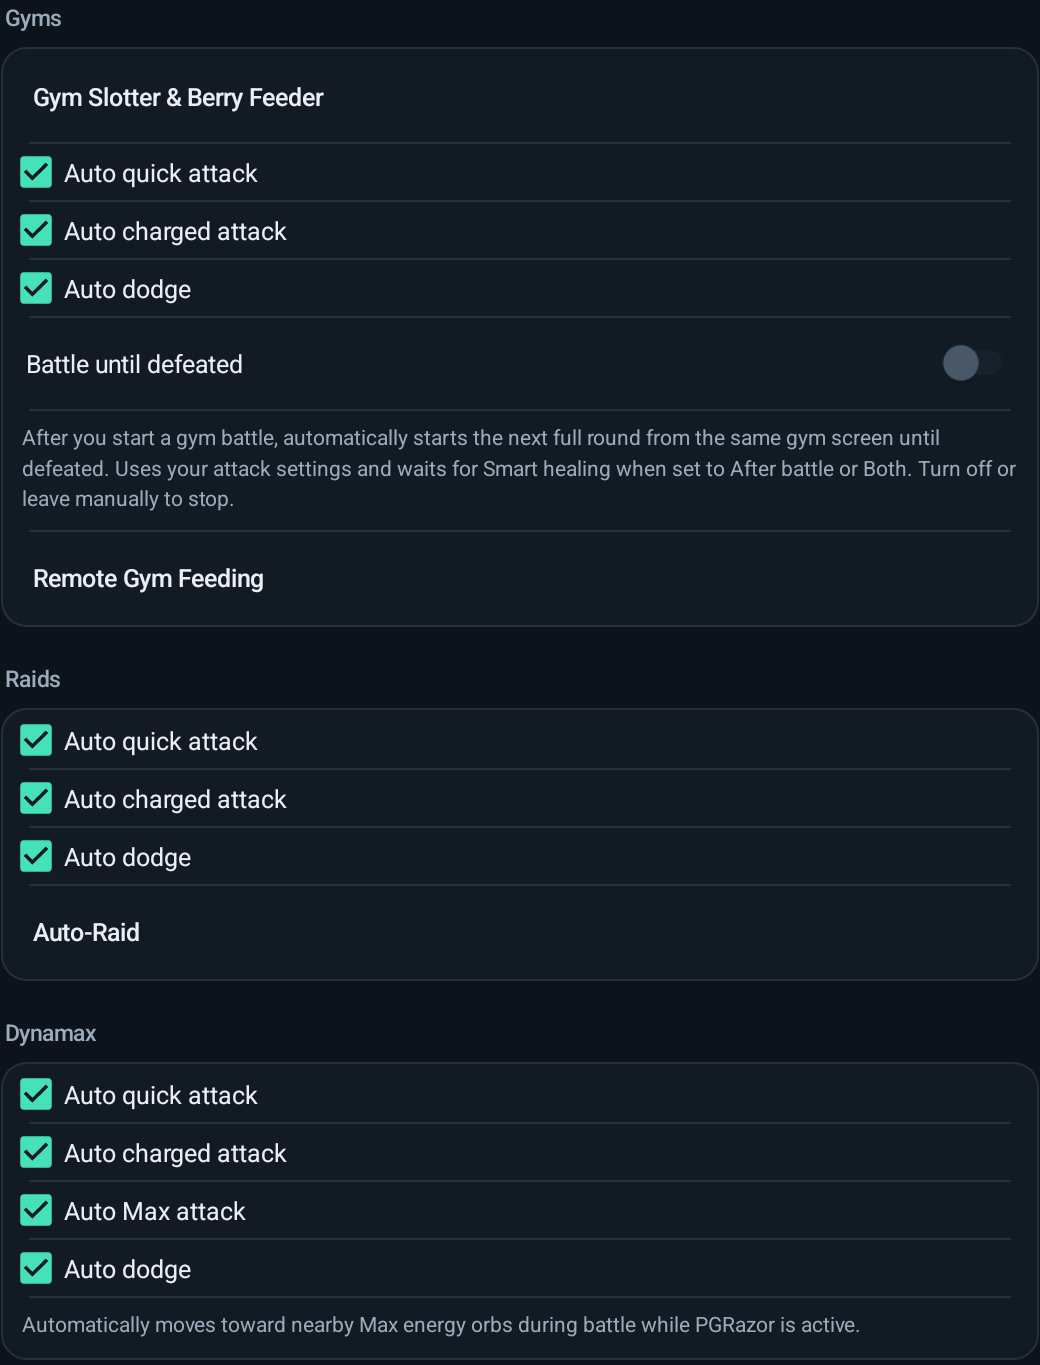 Gyms
Gym Slotter & Berry Feeder
Auto quick attack
Auto charged attack
Auto dodge
Battle until defeated
After you start a gym battle, automatically starts the next full round from the same gym screen until
defeated. Uses your attack settings and waits for Smart healing when set to After battle or Both. Turn off or
leave manually to stop.
Remote Gym Feeding
Raids
Auto quick attack
Auto charged attack
Auto dodge
Auto-Raid
Dynamax
Auto quick attack
Auto charged attack
Auto Max attack
Auto dodge
Automatically moves toward nearby Max energy orbs during battle while PGRazor is active.